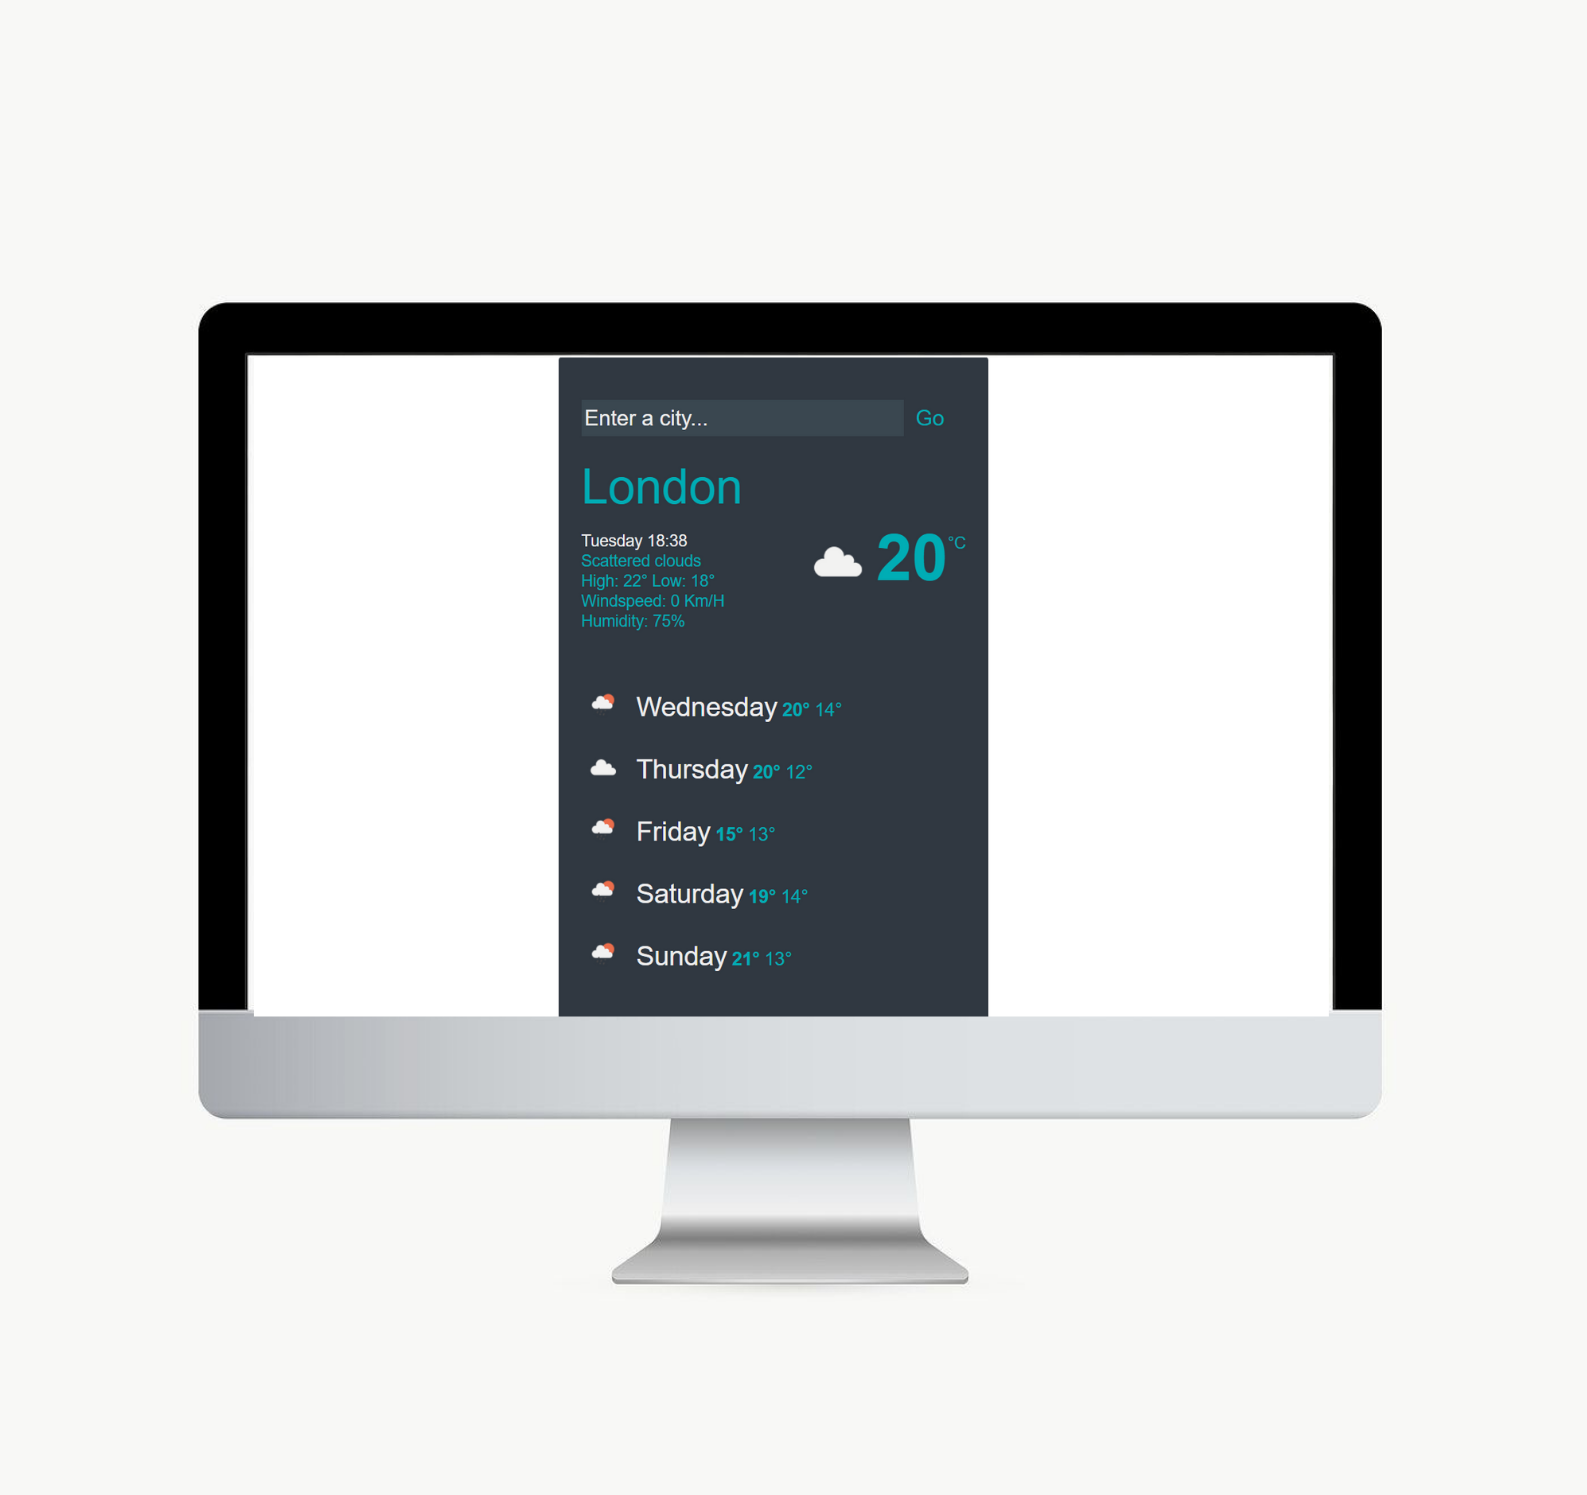 Enter a city... Go
London
Tuesday 18:38
Scattered clouds
High: 22° Low: 18°
Windspeed: 0 Km/H
Humidity: 75%
20 °C
Wednesday 20° 14°
Thursday 20° 12°
Friday 15° 13°
Saturday 19° 14°
Sunday 21° 13°